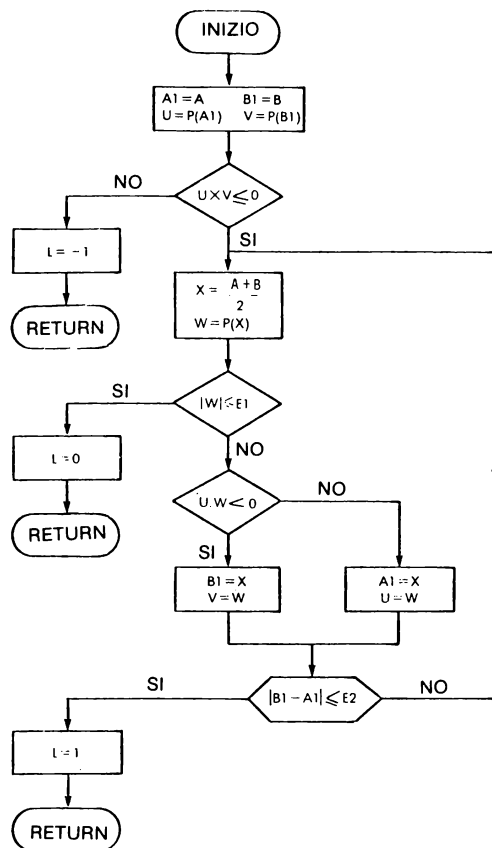 INIZIO
A1=A B1=B
U=P(A1) V=P(B1)
U×V≤0
NO
SI
L=-1
RETURN
X = A+B
2
W=P(X)
|W|≤E1
SI
NO
L=0
RETURN
U.W<0
NO
SI
B1=X
V=W
A1=X
U=W
|B1-A1|≤E2
SI
NO
L=1
RETURN